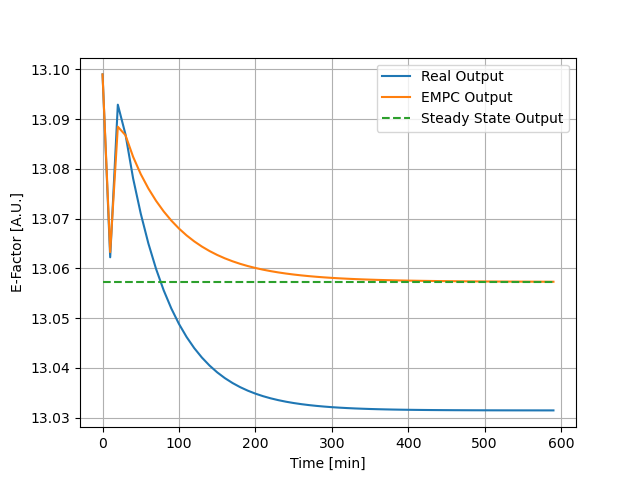 13.10
13.09
13.08
13.07
13.06
13.05
13.04
13.03
E-Factor [A.U.]
Real Output
EMPC Output
Steady State Output
0 100 200 300 400 500 600
Time [min]